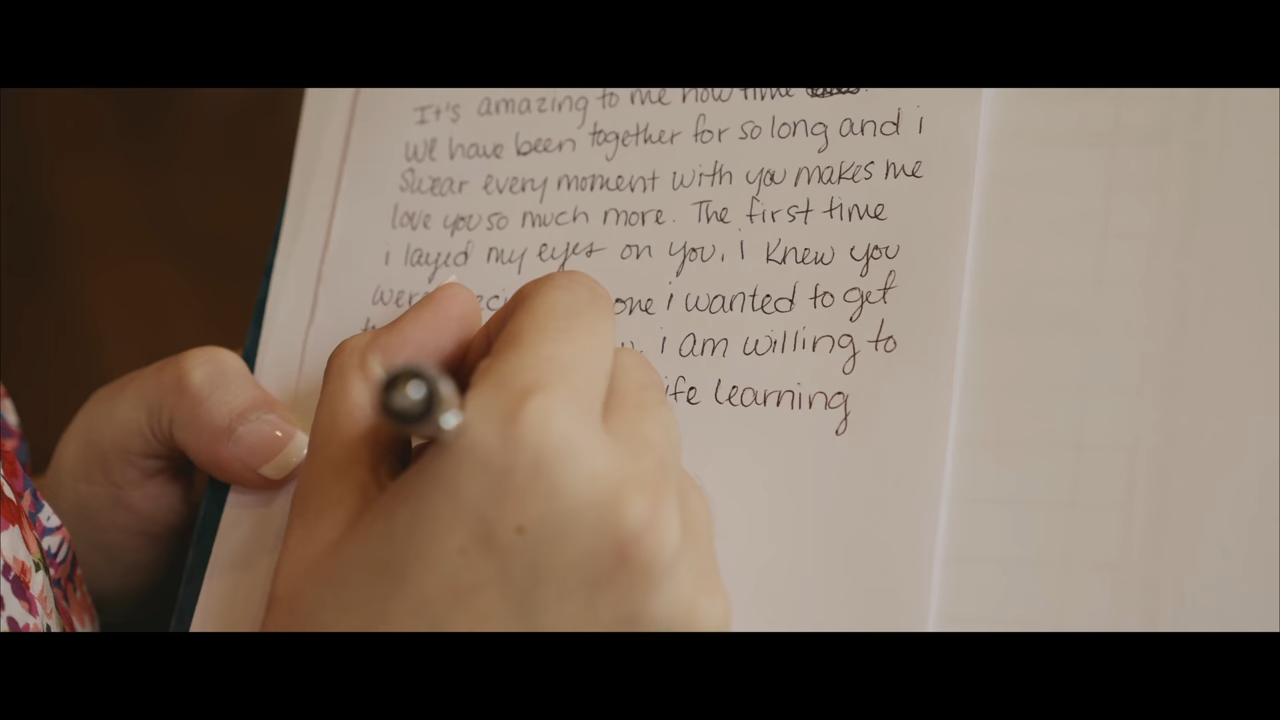 It's amazing to me how time
we have been together for so long and i
swear every moment with you makes me
love you so much more. The first time
i layed my eyes on you, i knew you
were one i wanted to get
i am willing to
learning